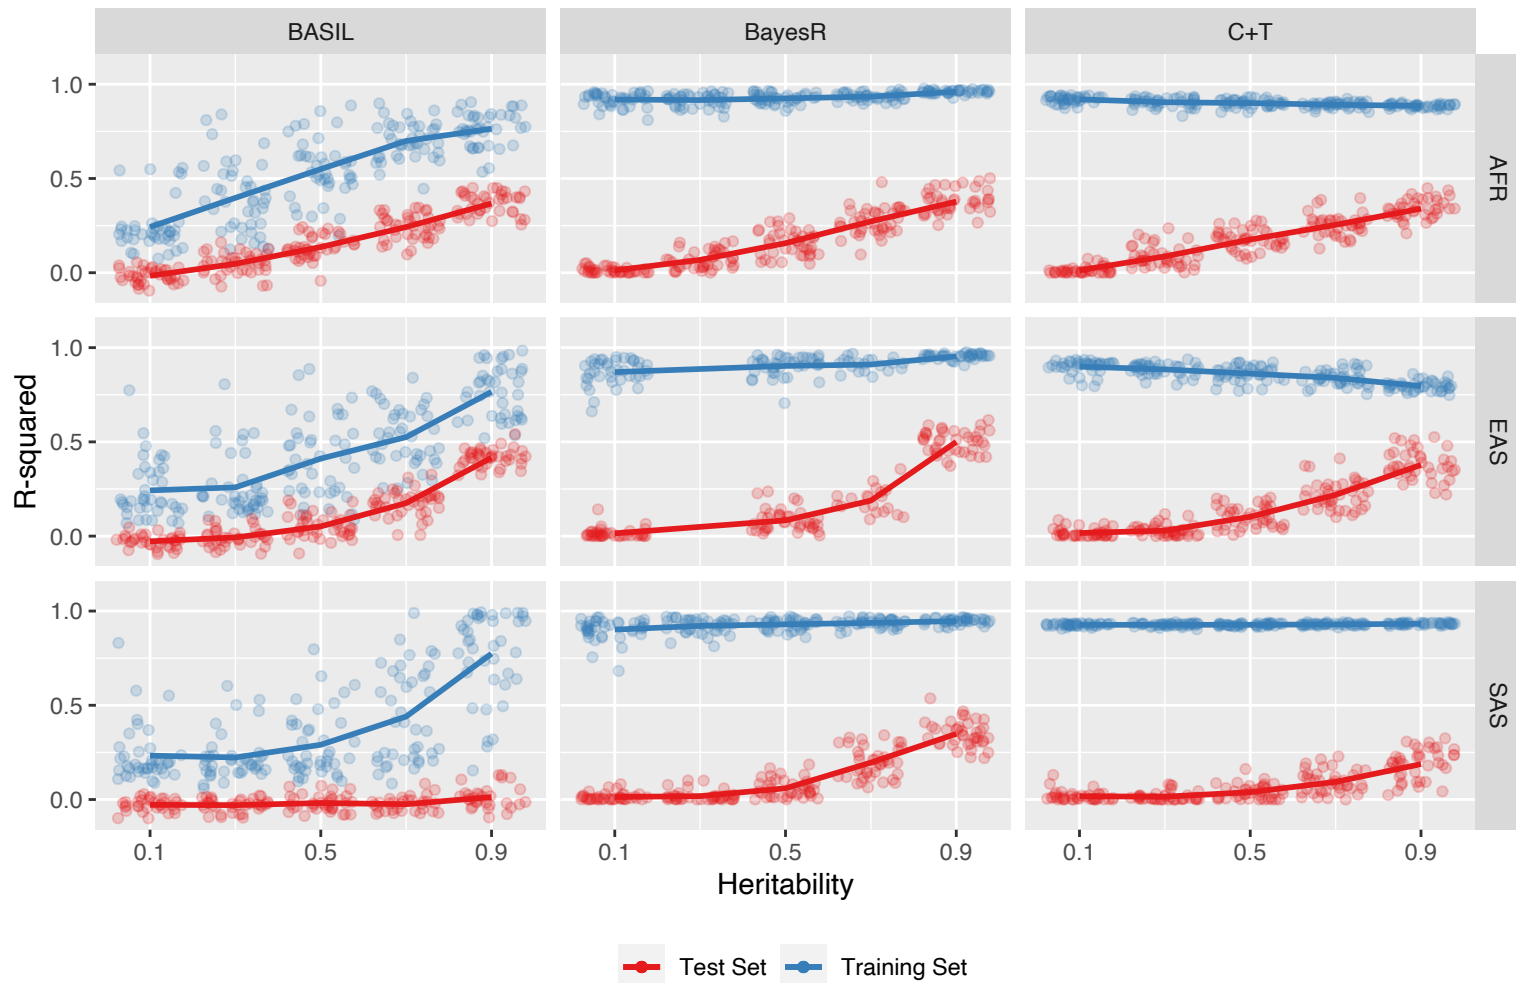 BASIL BayesR C+T
1.0
0.5
0.0
AFR
1.0
0.5
0.0
EAS
1.0
0.5
0.0
SAS
R-squared
0.1 0.5 0.9 0.1 0.5 0.9 0.1 0.5 0.9
Heritability
Test Set Training Set